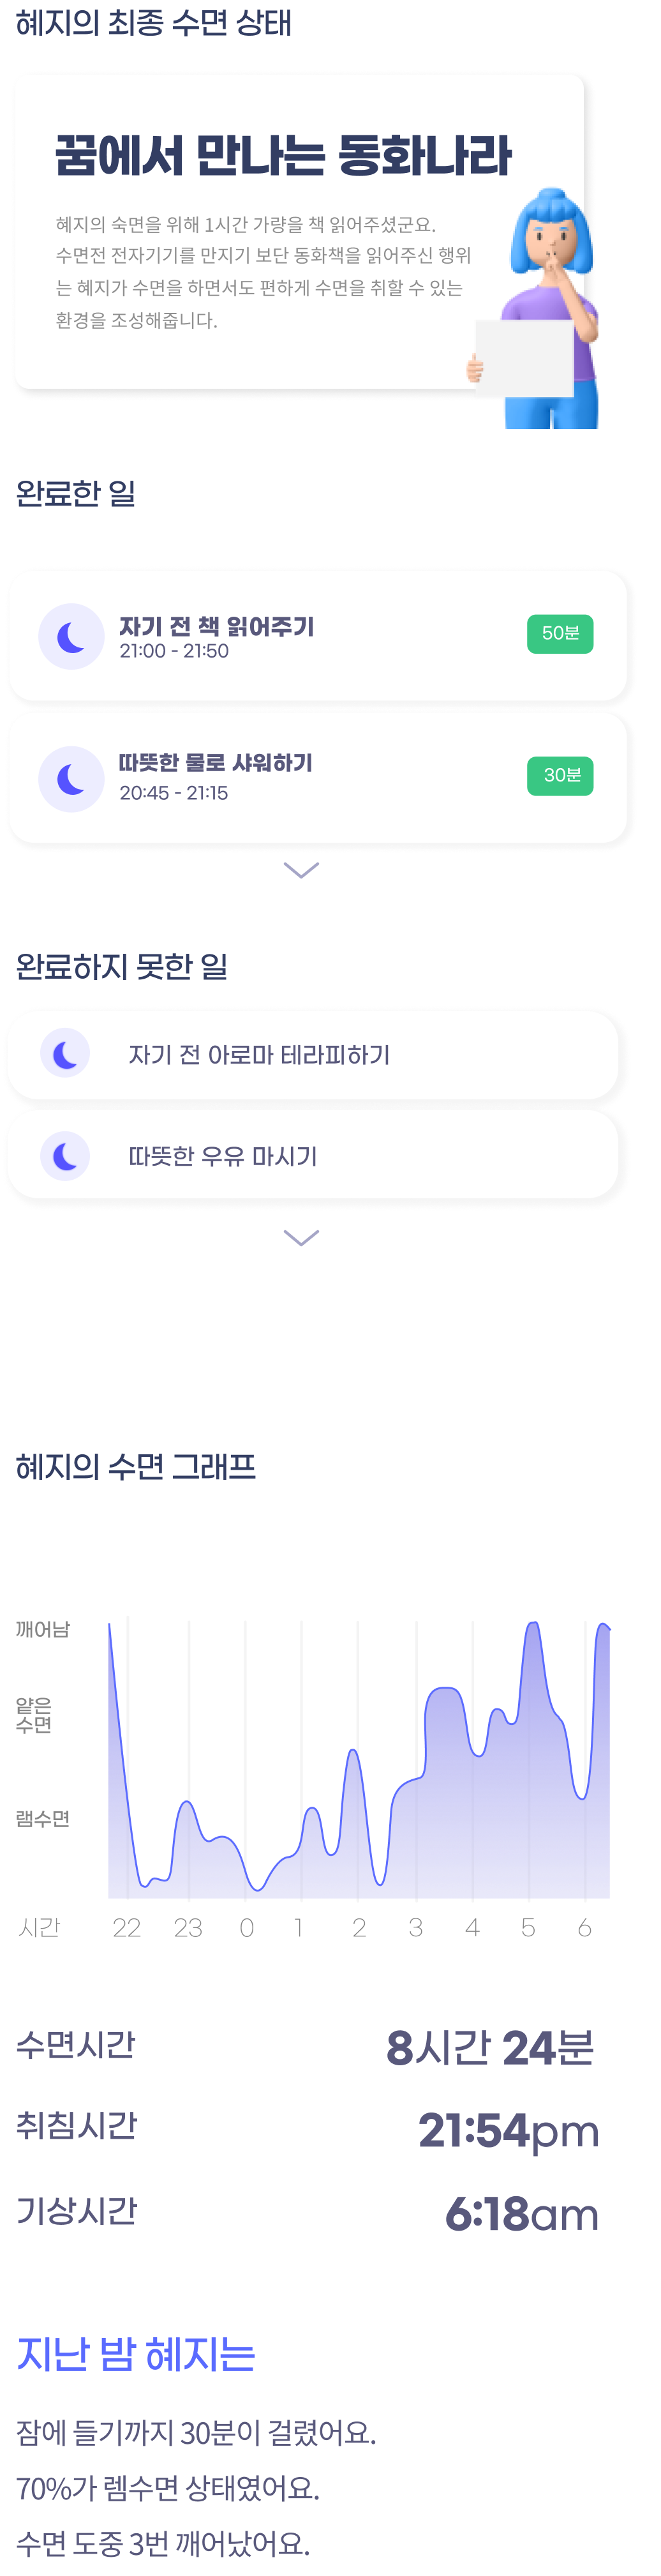 혜지의 최종 수면 상태
꿈에서 만나는 동화나라
혜지의 숙면을 위해 1시간 가량을 책 읽어주셨군요.
수면전 전자기기를 만지기 보단 동화책을 읽어주신 행위
는 혜지가 수면을 하면서도 편하게 수면을 취할 수 있는
환경을 조성해줍니다.
완료한 일
자기 전 책 읽어주기
21:00 - 21:50
50분
따뜻한 물로 샤워하기
20:45 - 21:15
30분
완료하지 못한 일
자기 전 아로마 테라피하기
따뜻한 우유 마시기
혜지의 수면 그래프
깨어남
얕은
수면
램수면
시간 22 23 0 1 2 3 4 5 6
수면시간 8시간 24분
취침시간 21:54pm
기상시간 6:18am
지난 밤 혜지는
잠에 들기까지 30분이 걸렸어요.
70%가 렘수면 상태였어요.
수면 도중 3번 깨어났어요.